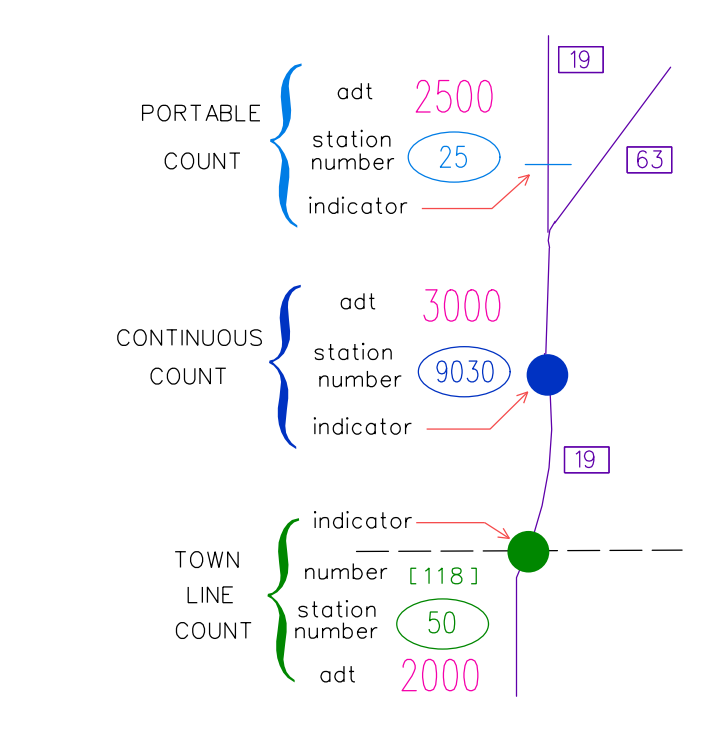 19
adt 2500
PORTABLE
COUNT
station
number 25
63
indicator
adt 3000
CONTINUOUS
COUNT
station
number 9030
indicator
19
indicator
TOWN
LINE
COUNT
number [118]
station
number 50
adt 2000